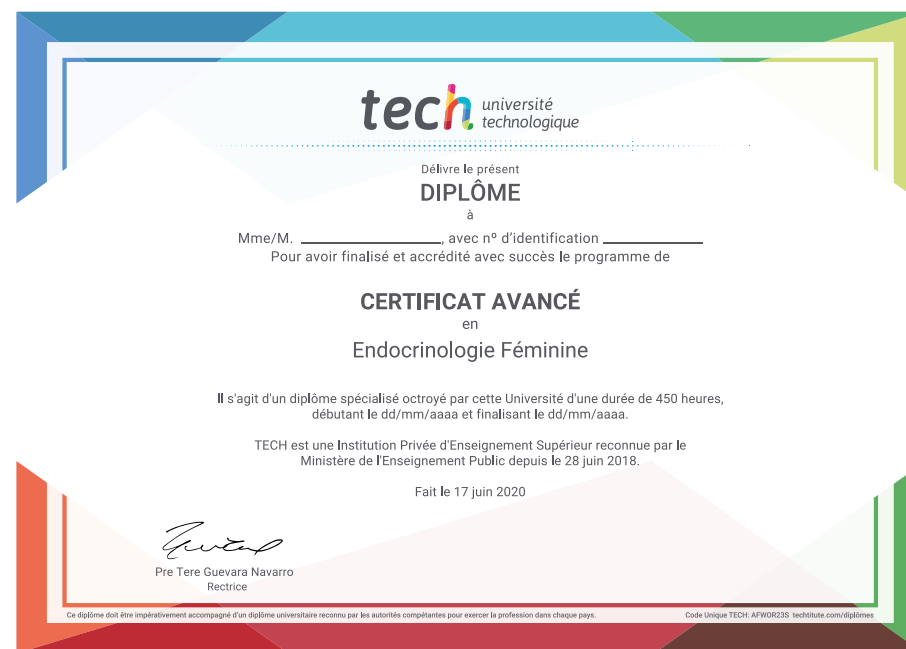 tech université
technologique
Délivre le présent
DIPLÔME
à
Mme/M. ____________________, avec nº d'identification ______________
Pour avoir finalisé et accrédité avec succès le programme de
CERTIFICAT AVANCÉ
en
Endocrinologie Féminine
Il s'agit d'un diplôme spécialisé octroyé par cette Université d'une durée de 450 heures,
débutant le dd/mm/aaaa et finalisant le dd/mm/aaaa.
TECH est une Institution Privée d'Enseignement Supérieur reconnue par le
Ministère de l'Enseignement Public depuis le 28 juin 2018.
Fait le 17 juin 2020
Pre Tere Guevara Navarro
Rectrice
Ce diplôme doit être impérativement accompagné d'un diplôme universitaire reconnu par les autorités compétantes pour exercer la profession dans chaque pays.
Code Unique TECH: AFWOR23S techtitute.com/diplômes